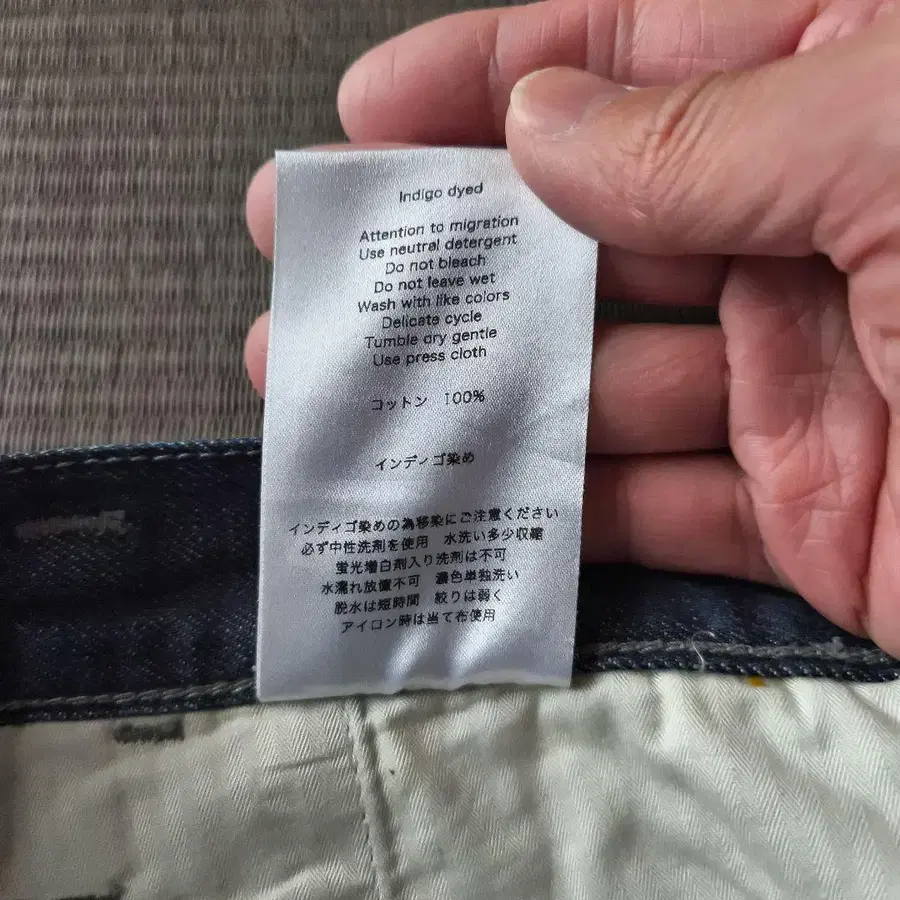 Indigo dyed
Attention to migration
Use neutral detergent
Do not bleach
Do not leave wet
Wash with like colors
Delicate cycle
Tumble dry gentle
Use press cloth
コットン 100%
インディゴ染め
インディゴ染めの為移染にご注意ください
必ず中性洗剤を使用 水洗い多少収縮
蛍光増白剤入り洗剤は不可
水濡れ放置不可 濃色単独洗い
脱水は短時間 絞りは弱く
アイロン時は当て布使用